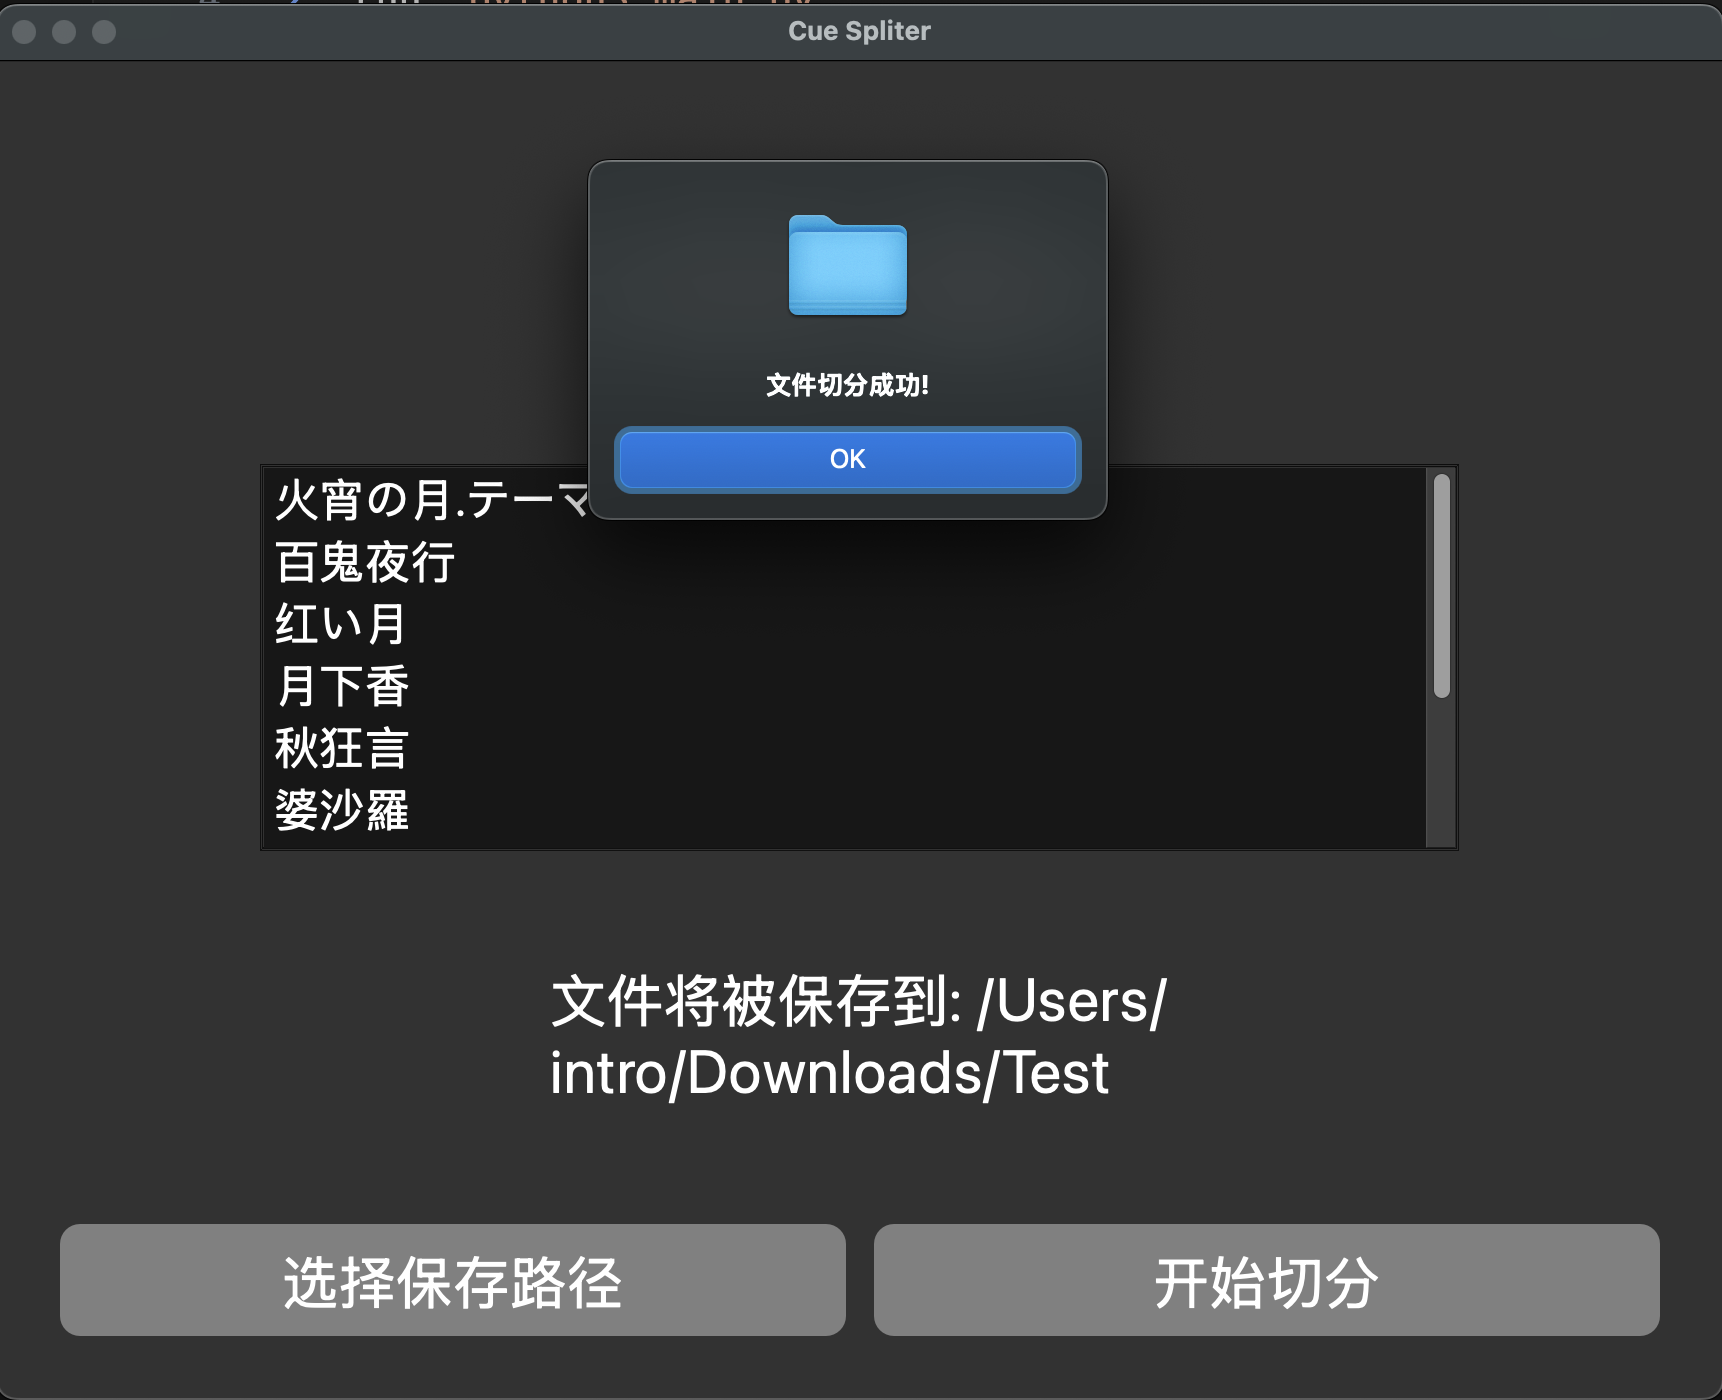 Cue Spliter
文件切分成功!
OK
火宵の月.テーマ
百鬼夜行
红い月
月下香
秋狂言
婆沙羅
文件将被保存到: /Users/
intro/Downloads/Test
选择保存路径
开始切分